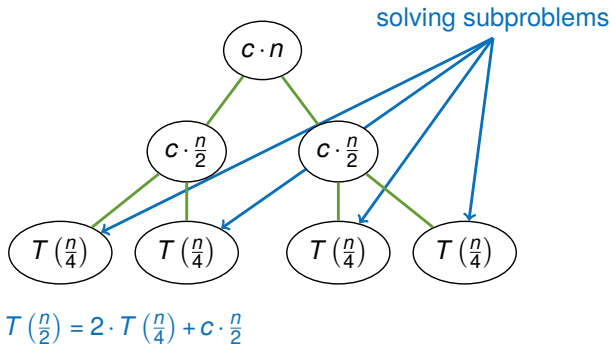 solving subproblems
c · n
c · n/2 c · n/2
T (n/4) T (n/4) T (n/4) T (n/4)
T (n/2) = 2 · T (n/4) + c · n/2